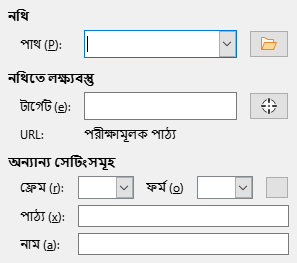 নথি
পাথ (P):
নথিতে লক্ষ্যবস্তু
টার্গেট (e):
URL: পরীক্ষামূলক পাঠ্য
অন্যান্য সেটিংসমূহ
ফ্রেম (r): ফর্ম (o)
পাঠ্য (x):
নাম (a):